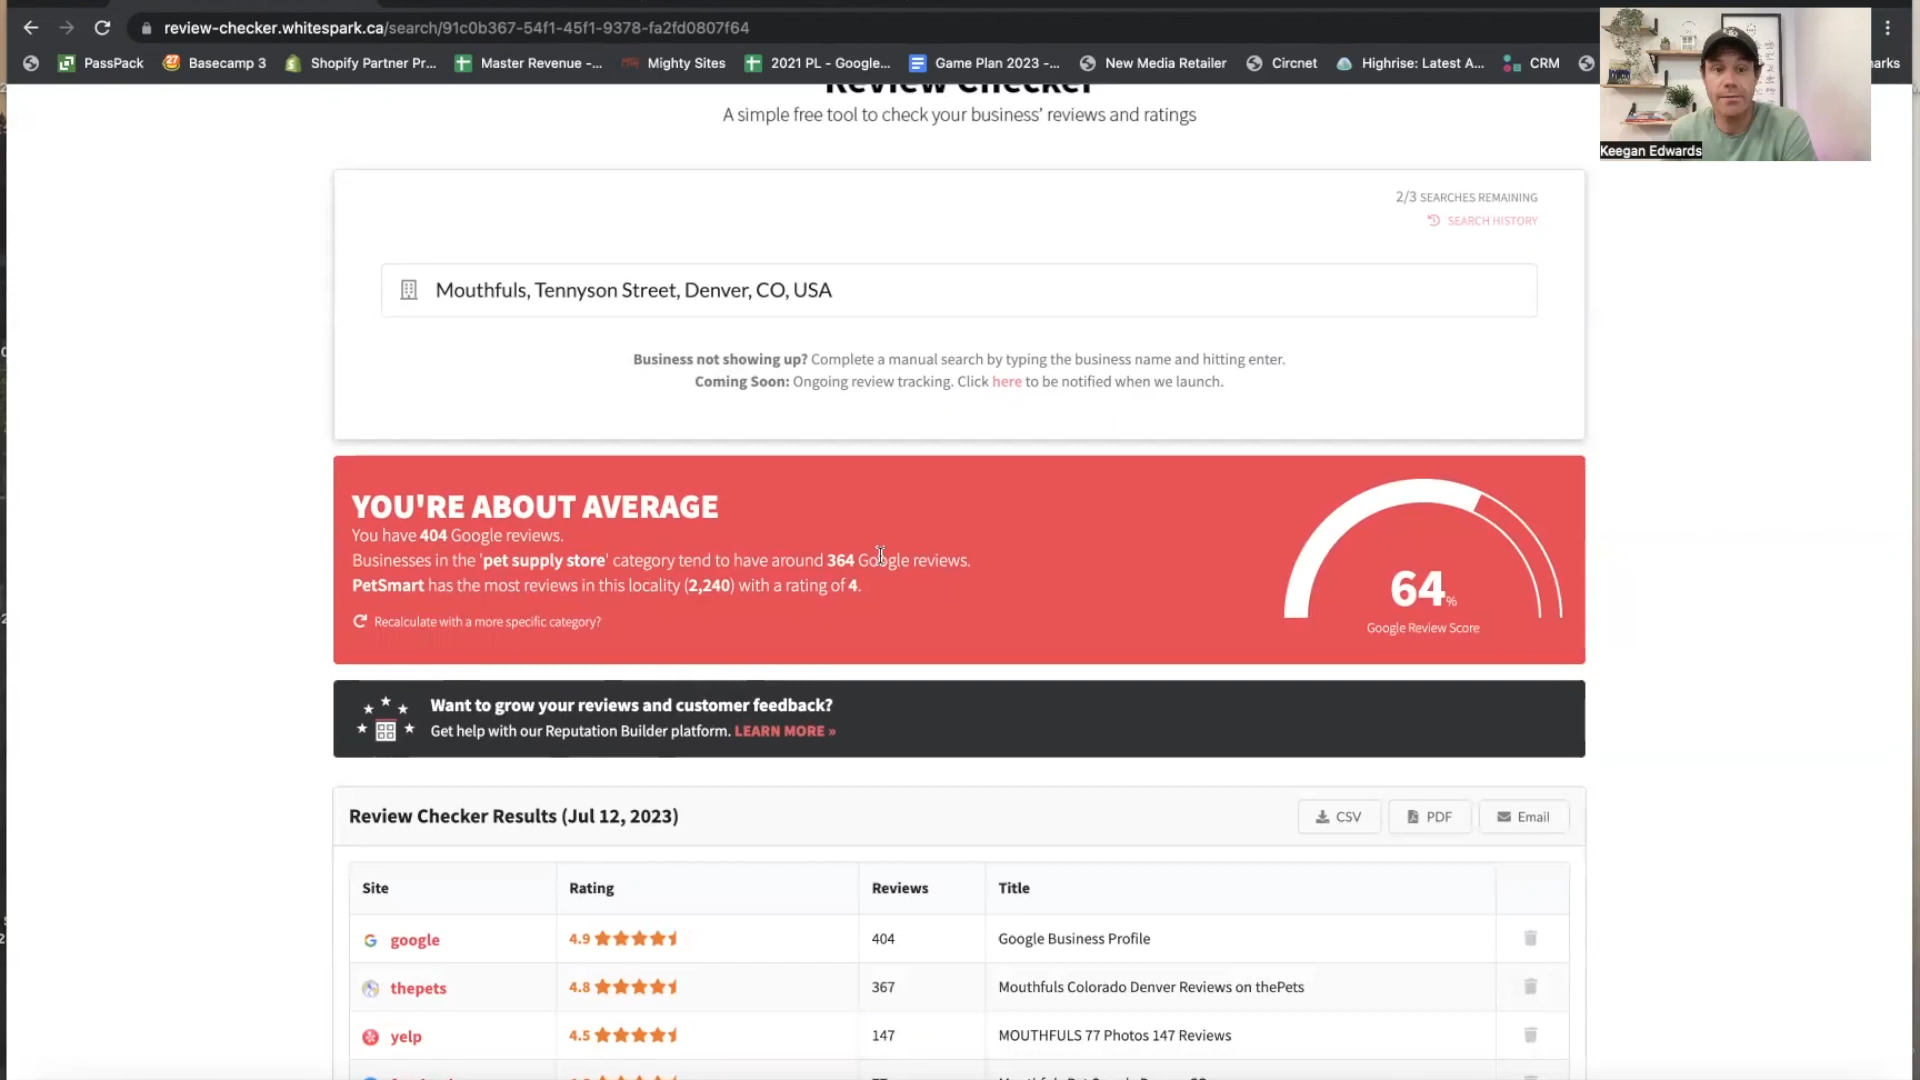 review-checker.whitespark.ca/search/91c0b367-54f1-45f1-9378-fa2fd0807f64
PassPack
Basecamp 3
Shopify Partner Pr...
Master Revenue -...
Mighty Sites
2021 PL - Google...
Game Plan 2023 -...
New Media Retailer
Circnet
Highrise: Latest A...
CRM
Keegan Edwards
Review Checker
A simple free tool to check your business' reviews and ratings
2/3 SEARCHES REMAINING
SEARCH HISTORY
Mouthfuls, Tennyson Street, Denver, CO, USA
Business not showing up? Complete a manual search by typing the business name and hitting enter.
Coming Soon: Ongoing review tracking. Click here to be notified when we launch.
YOU'RE ABOUT AVERAGE
You have 404 Google reviews.
Businesses in the 'pet supply store' category tend to have around 364 Google reviews.
PetSmart has the most reviews in this locality (2,240) with a rating of 4.
Recalculate with a more specific category?
64%
Google Review Score
Want to grow your reviews and customer feedback?
Get help with our Reputation Builder platform. LEARN MORE »
Review Checker Results (Jul 12, 2023)
CSV
PDF
Email
Site Rating Reviews Title
google 4.9 404 Google Business Profile
thepets 4.8 367 Mouthfuls Colorado Denver Reviews on thePets
yelp 4.5 147 MOUTHFULS 77 Photos 147 Reviews